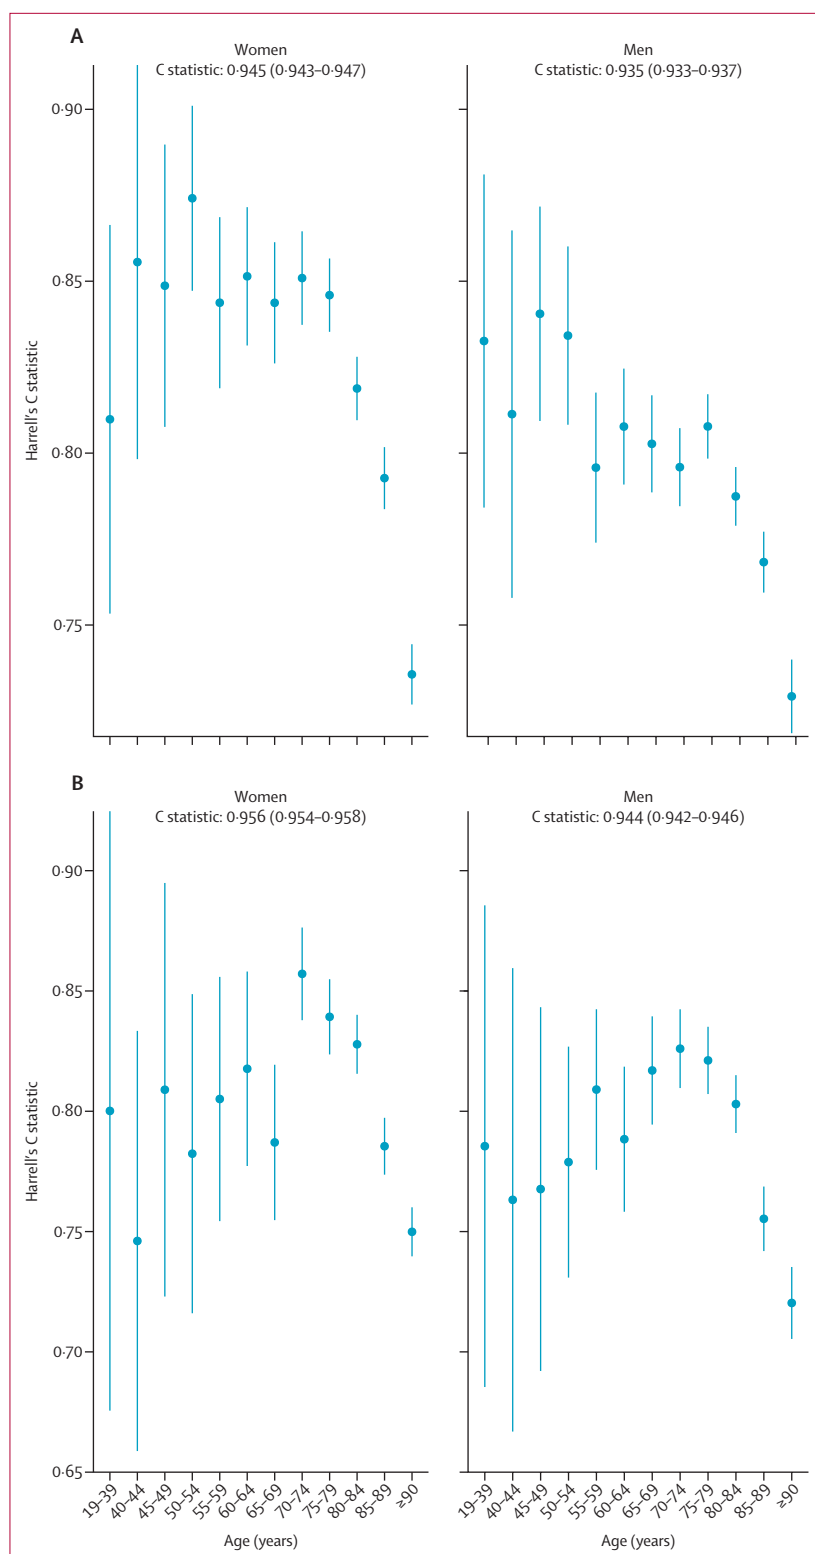 A
Women
C statistic: 0·945 (0·943–0·947)
Men
C statistic: 0·935 (0·933–0·937)
Harrell's C statistic
0·90
0·85
0·80
0·75
B
Women
C statistic: 0·956 (0·954–0·958)
Men
C statistic: 0·944 (0·942–0·946)
Harrell's C statistic
0·90
0·85
0·80
0·75
0·70
0·65
19–39
40–44
45–49
50–54
55–59
60–64
65–69
70–74
75–79
80–84
85–89
≥90
Age (years)
19–39
40–44
45–49
50–54
55–59
60–64
65–69
70–74
75–79
80–84
85–89
≥90
Age (years)